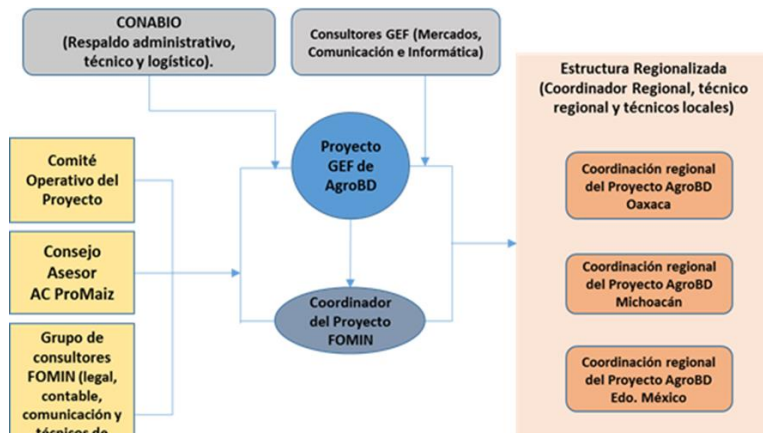 CONABIO
(Respaldo administrativo,
técnico y logístico).
Consultores GEF (Mercados,
Comunicación e Informática)
Estructura Regionalizada
(Coordinador Regional, técnico
regional y técnicos locales)
Comité
Operativo del
Proyecto
Proyecto
GEF de
AgroBD
Coordinación regional
del Proyecto AgroBD
Oaxaca
Consejo
Asesor
AC ProMaiz
Coordinación regional
del Proyecto AgroBD
Michoacán
Coordinador
del Proyecto
FOMIN
Grupo de
consultores
FOMIN (legal,
contable,
comunicación y
técnicos de
Coordinación regional
del Proyecto AgroBD
Edo. México